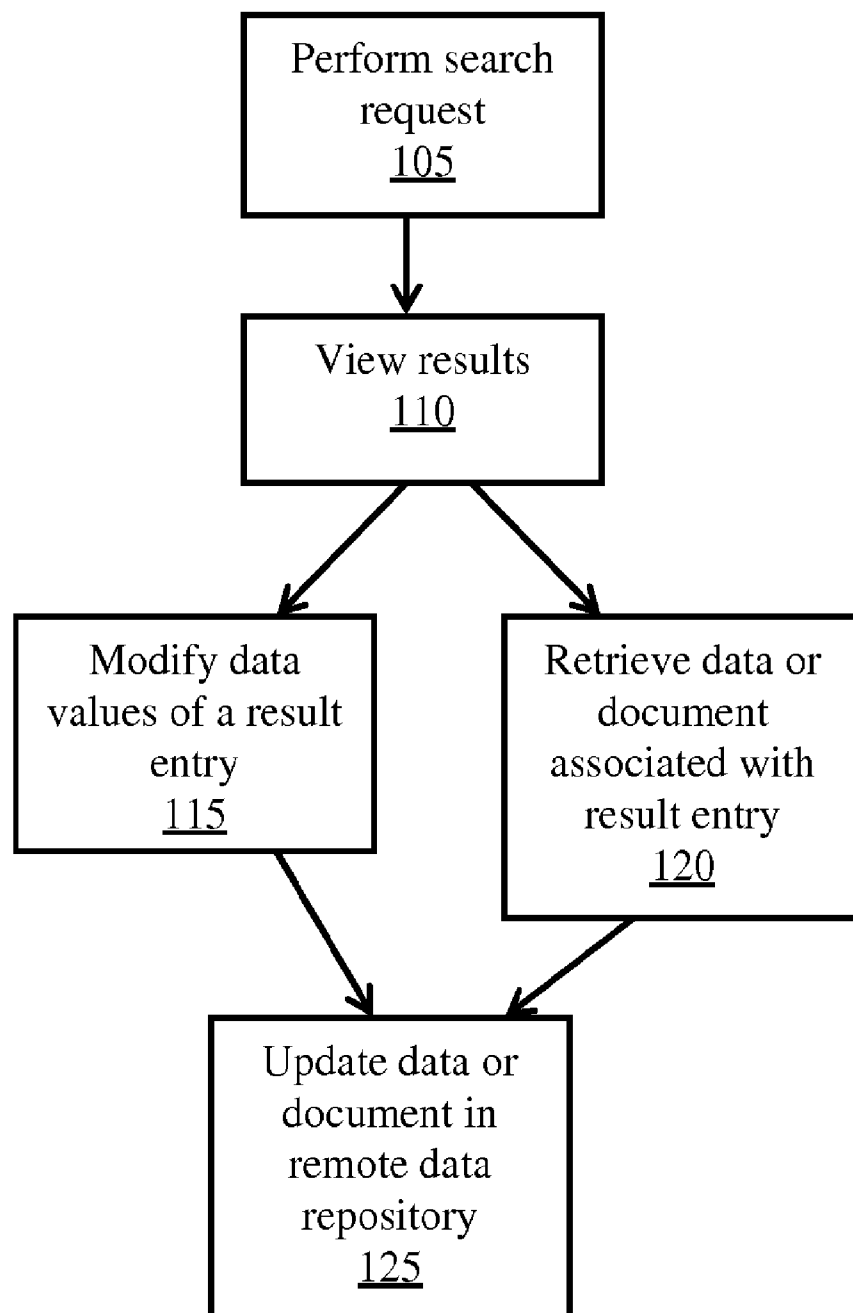 Perform search
request
105
View results
110
Modify data
values of a result
entry
115
Retrieve data or
document
associated with
result entry
120
Update data or
document in
remote data
repository
125